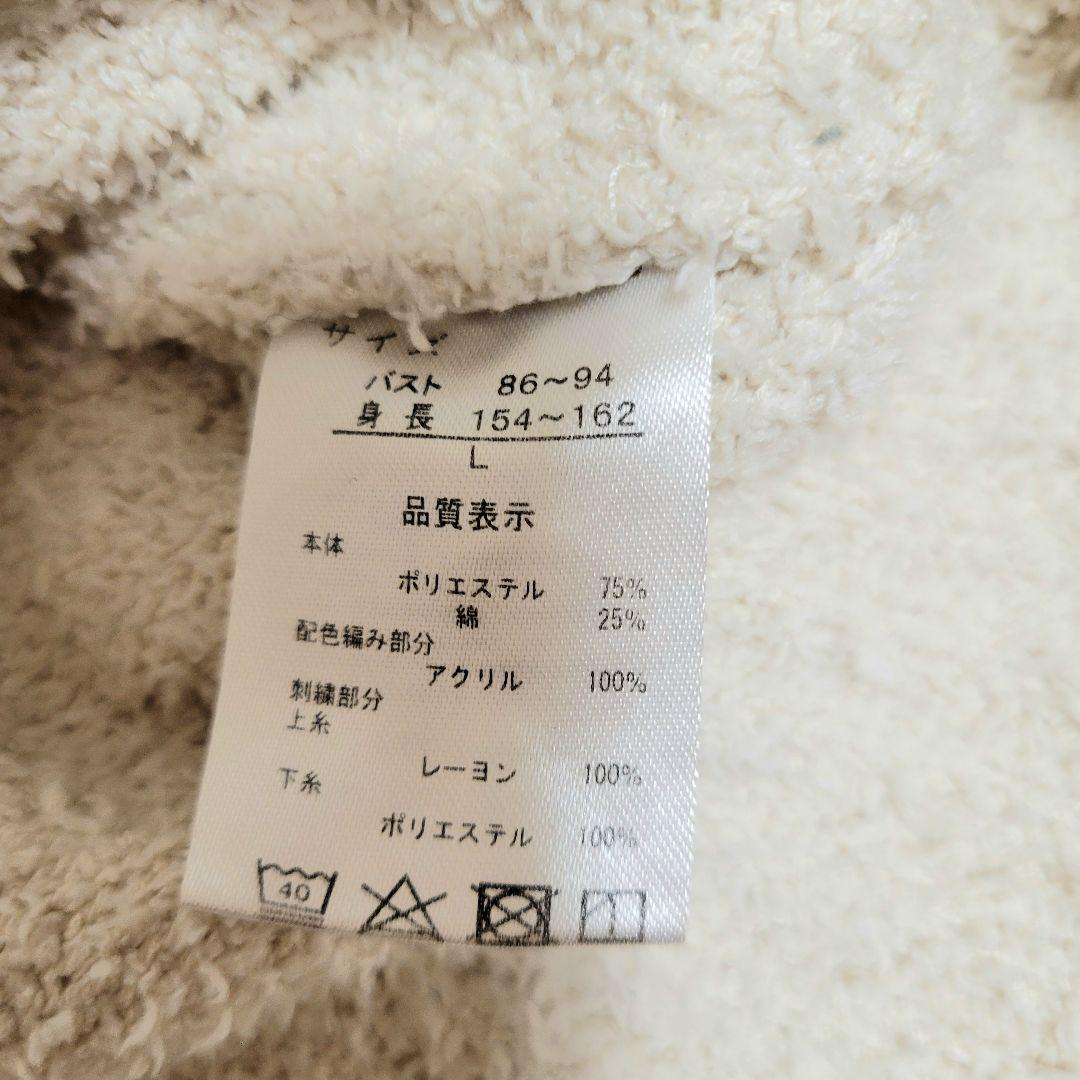 サイズ
バスト 86～94
身長 154～162
L
品質表示
本体
ポリエステル 75%
綿 25%
配色編み部分
アクリル 100%
刺繍部分
上糸
レーヨン 100%
下糸
ポリエステル 100%
40